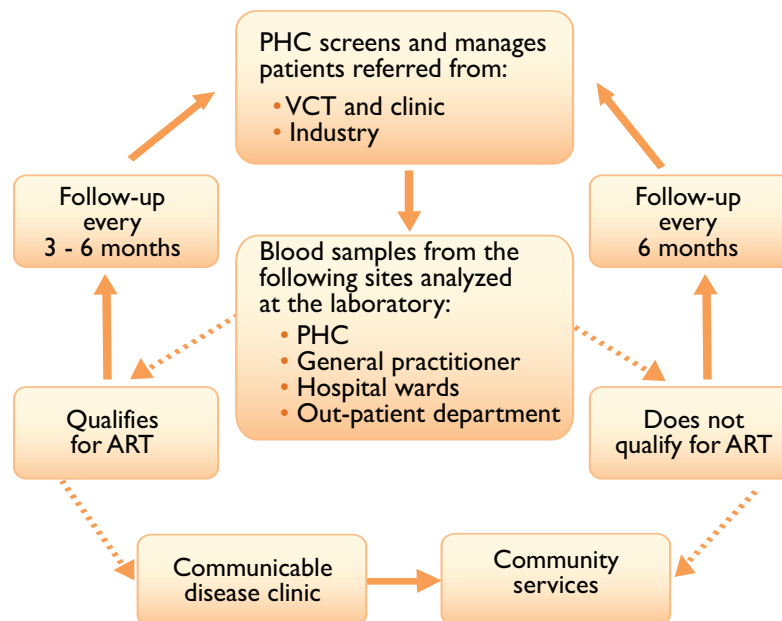 PHC screens and manages
patients referred from:
• VCT and clinic
• Industry
Follow-up
every
3 - 6 months
Follow-up
every
6 months
Blood samples from the
following sites analyzed
at the laboratory:
• PHC
• General practitioner
• Hospital wards
• Out-patient department
Qualifies
for ART
Does not
qualify for ART
Communicable
disease clinic
Community
services